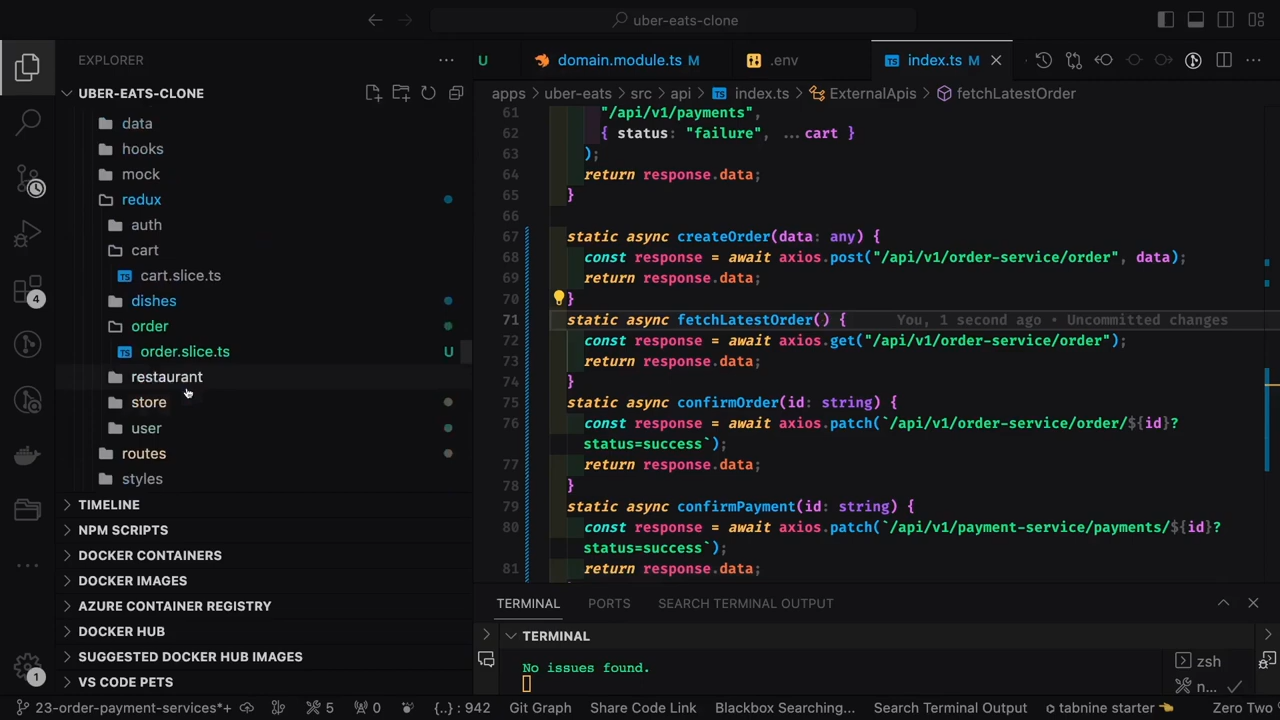 uber-eats-clone
EXPLORER
UBER-EATS-CLONE
data
hooks
mock
redux
auth
cart
TS cart.slice.ts
dishes
order
TS order.slice.ts U
restaurant
store
user
routes
styles
TIMELINE
NPM SCRIPTS
DOCKER CONTAINERS
DOCKER IMAGES
AZURE CONTAINER REGISTRY
DOCKER HUB
SUGGESTED DOCKER HUB IMAGES
VS CODE PETS
4
1
U domain.module.ts M .env TS index.ts M
apps uber-eats src api TS index.ts ExternalApis fetchLatestOrder
61 "/api/v1/payments",
62 { status: "failure", ...cart }
63 );
64 return response.data;
65 }
66
67 static async createOrder(data: any) {
68 const response = await axios.post("/api/v1/order-service/order", data);
69 return response.data;
70 }
71 static async fetchLatestOrder() { You, 1 second ago • Uncommitted changes
72 const response = await axios.get("/api/v1/order-service/order");
73 return response.data;
74 }
75 static async confirmOrder(id: string) {
76 const response = await axios.patch(`/api/v1/order-service/order/${id}?
status=success`);
77 return response.data;
78 }
79 static async confirmPayment(id: string) {
80 const response = await axios.patch(`/api/v1/payment-service/payments/${id}?
status=success`);
81 return response.data;
TERMINAL PORTS SEARCH TERMINAL OUTPUT
TERMINAL
No issues found.
zsh
n...
23-order-payment-services*+ 5 0 {..} : 942 Git Graph Share Code Link Blackbox Searching... Search Terminal Output tabnine starter Zero Two